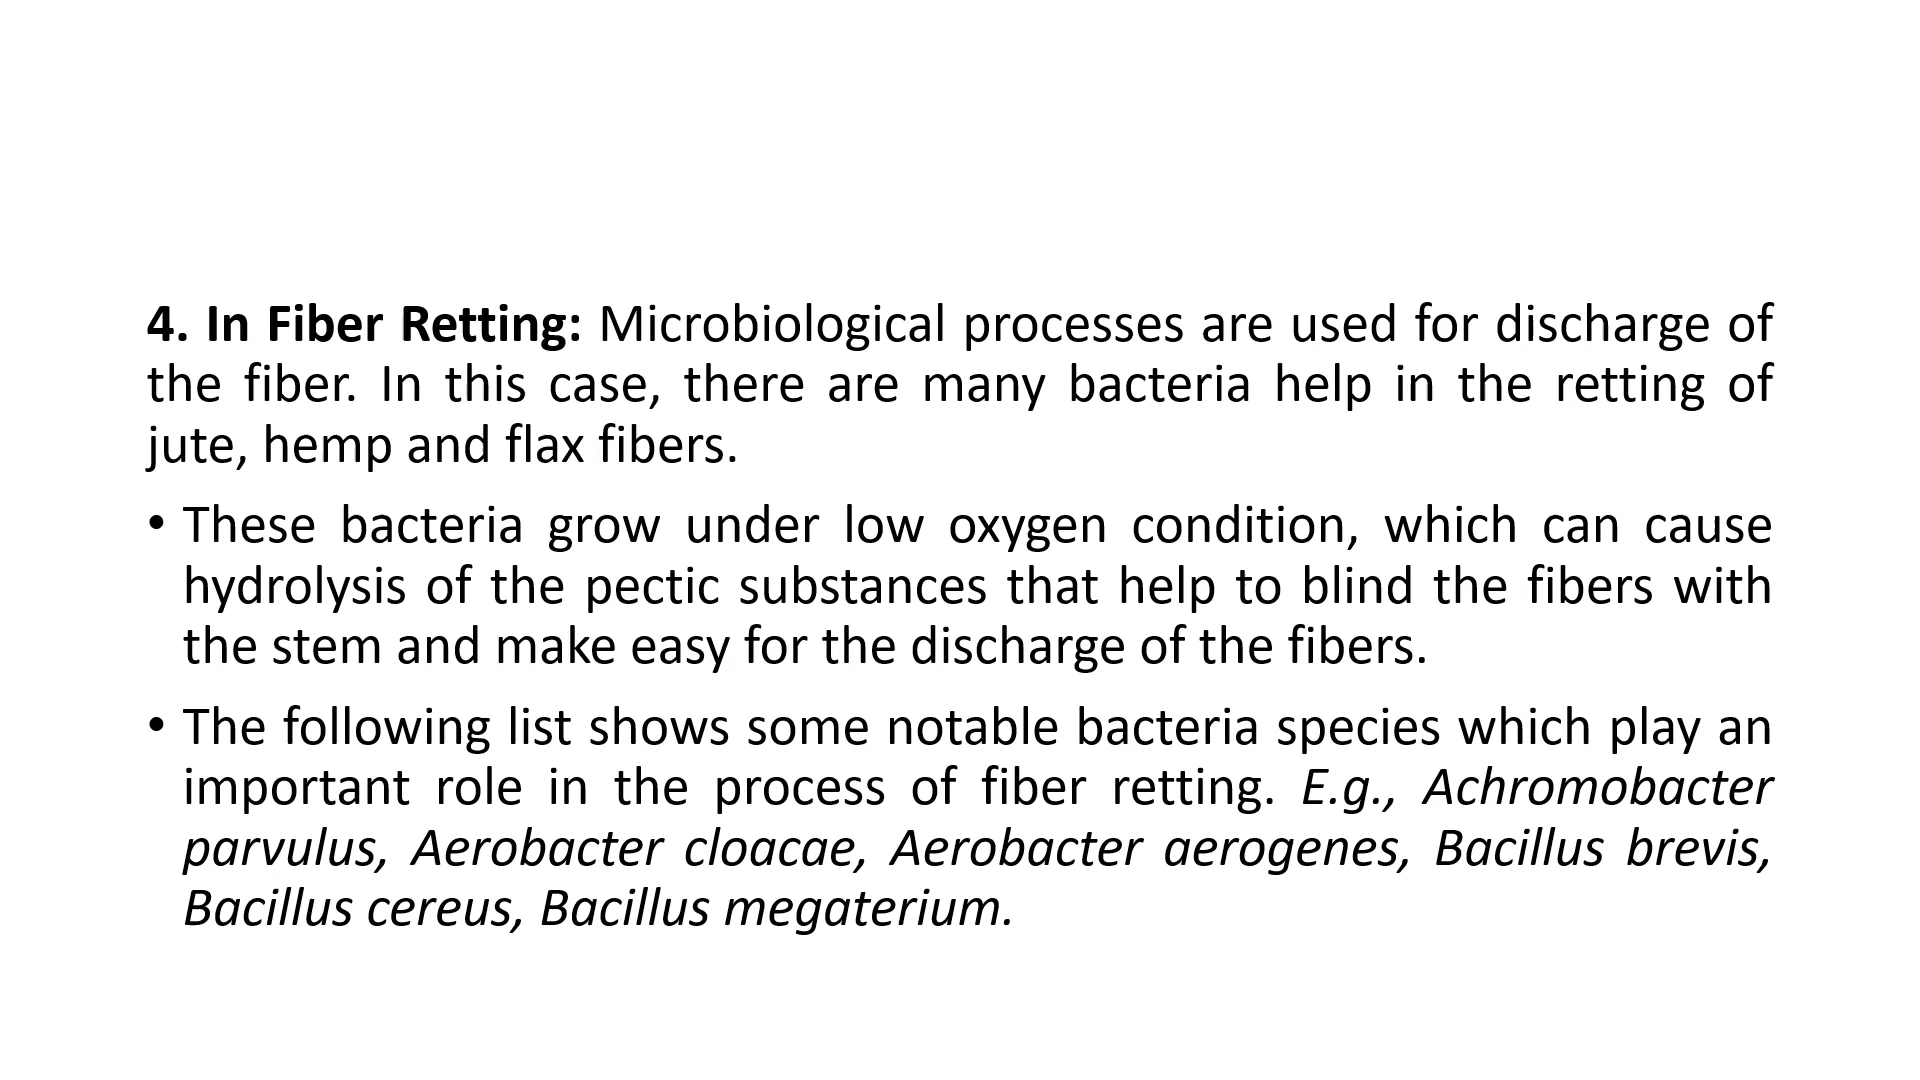 4. In Fiber Retting: Microbiological processes are used for discharge of
the fiber. In this case, there are many bacteria help in the retting of
jute, hemp and flax fibers.
• These bacteria grow under low oxygen condition, which can cause
hydrolysis of the pectic substances that help to blind the fibers with
the stem and make easy for the discharge of the fibers.
• The following list shows some notable bacteria species which play an
important role in the process of fiber retting. E.g., Achromobacter
parvulus, Aerobacter cloacae, Aerobacter aerogenes, Bacillus brevis,
Bacillus cereus, Bacillus megaterium.